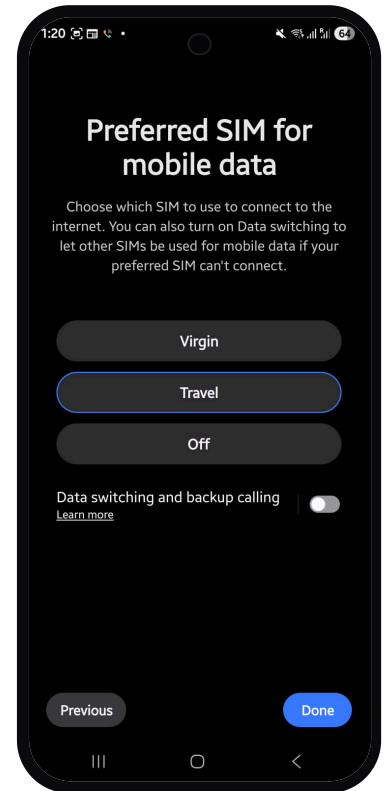 1:20
64
Preferred SIM for
mobile data
Choose which SIM to use to connect to the
internet. You can also turn on Data switching to
let other SIMs be used for mobile data if your
preferred SIM can't connect.
Virgin
Travel
Off
Data switching and backup calling
Learn more
Previous
Done